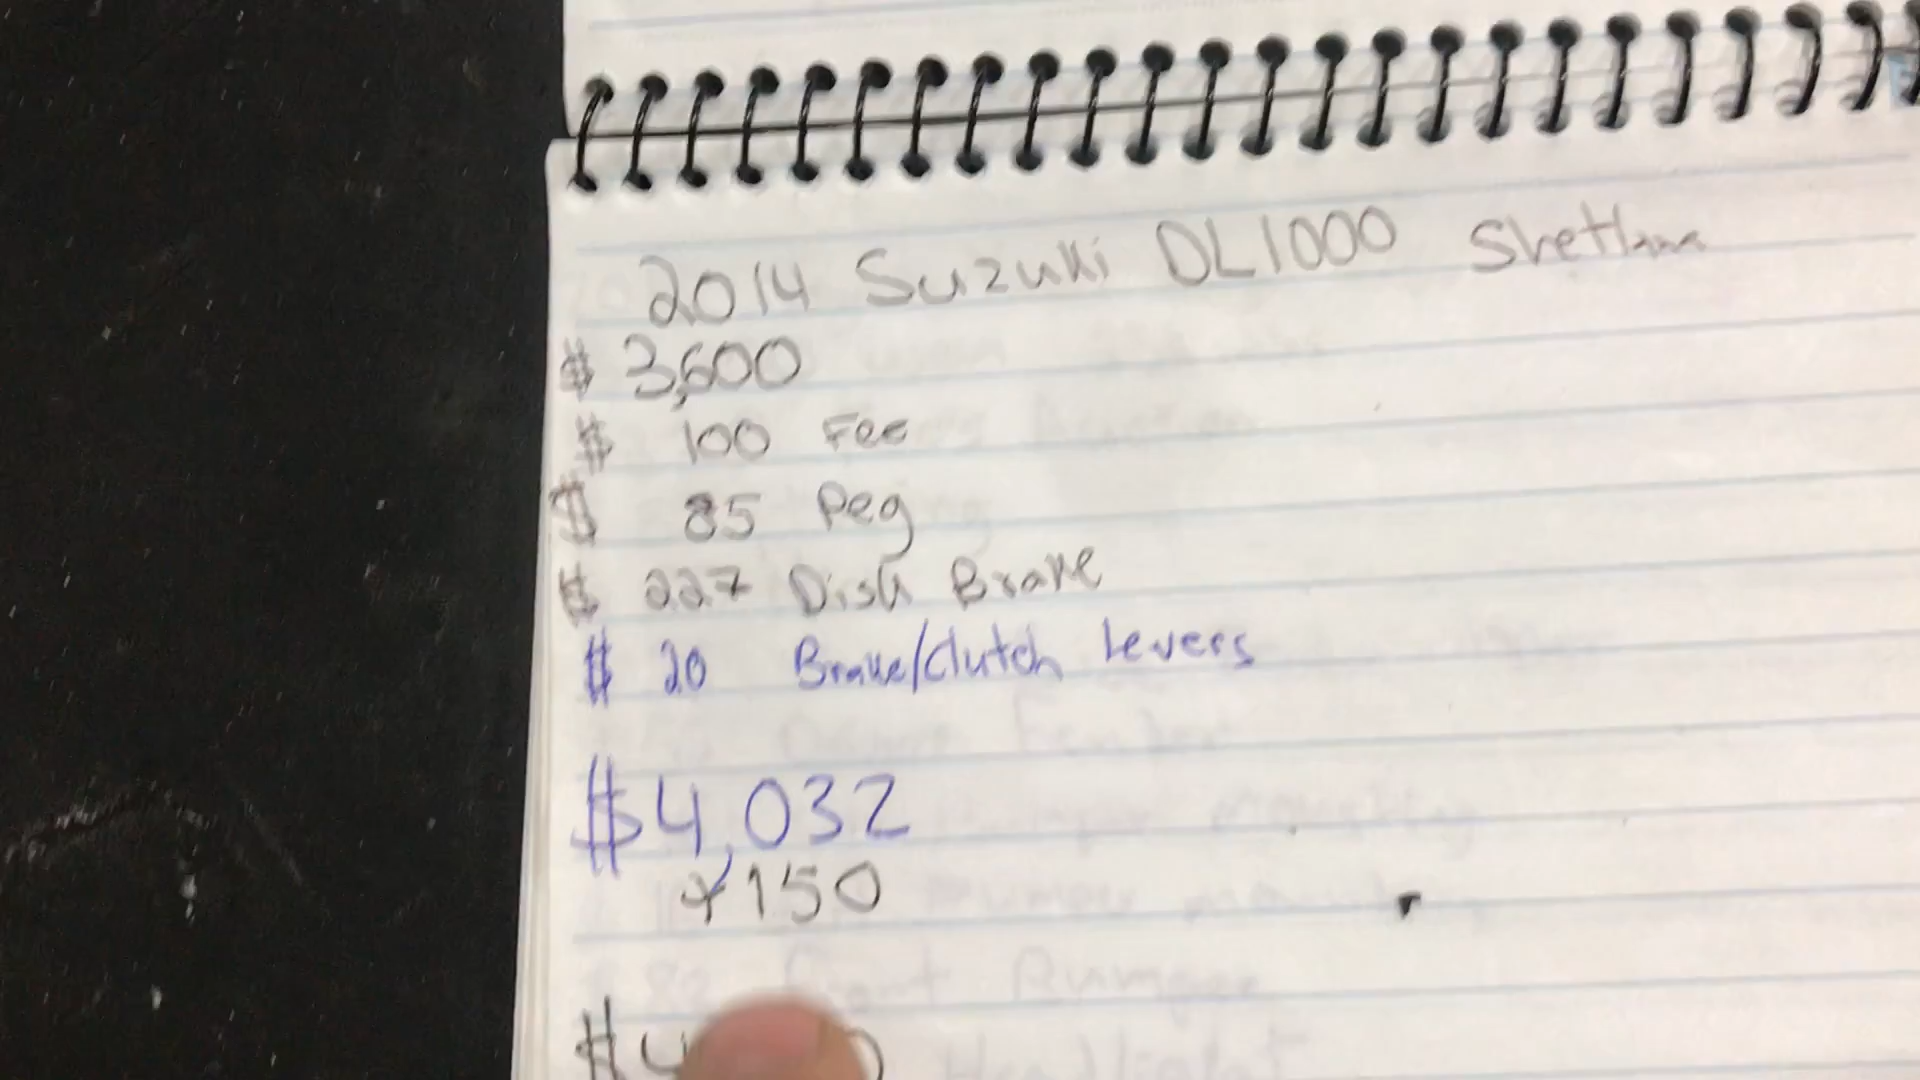 2014 Suzuki DL1000
$ 3,600
$ 100 Fee
$ 85 Peg
$ 227 Disk Brake
$ 20 Brake/Clutch Levers
$4,032
+150
$4